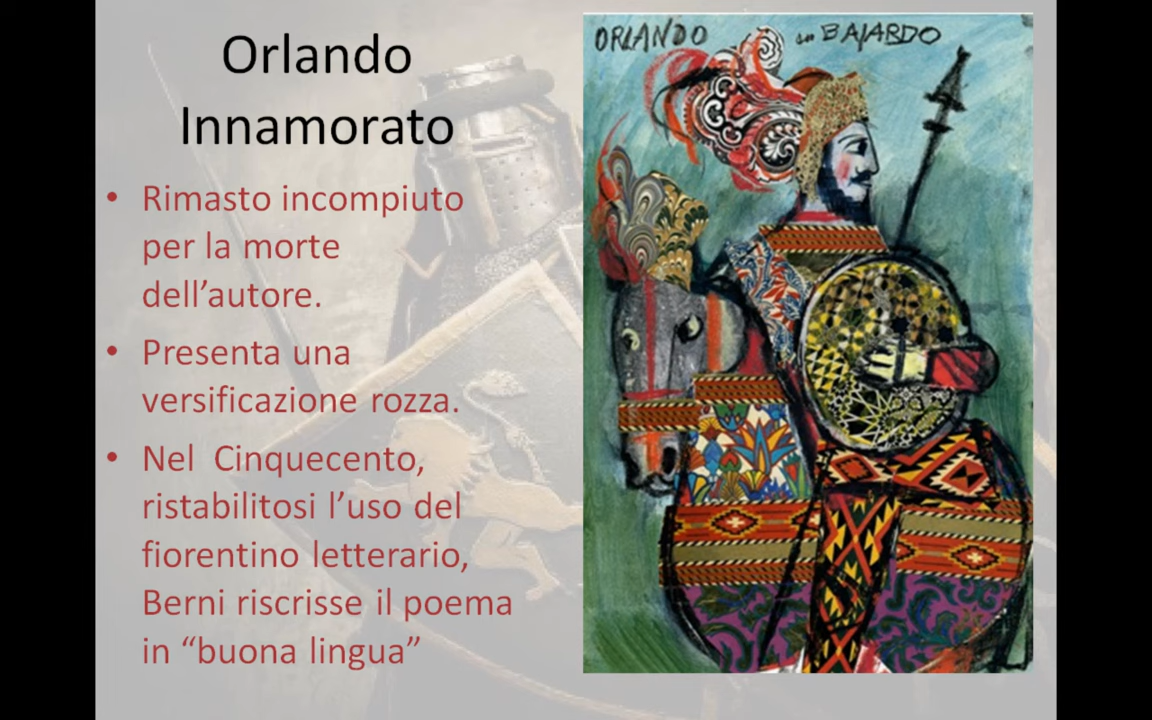 Orlando
Innamorato
• Rimasto incompiuto
per la morte
dell’autore.
• Presenta una
versificazione rozza.
• Nel Cinquecento,
ristabilitosi l’uso del
fiorentino letterario,
Berni riscrisse il poema
in “buona lingua”
ORLANDO su BAJARDO